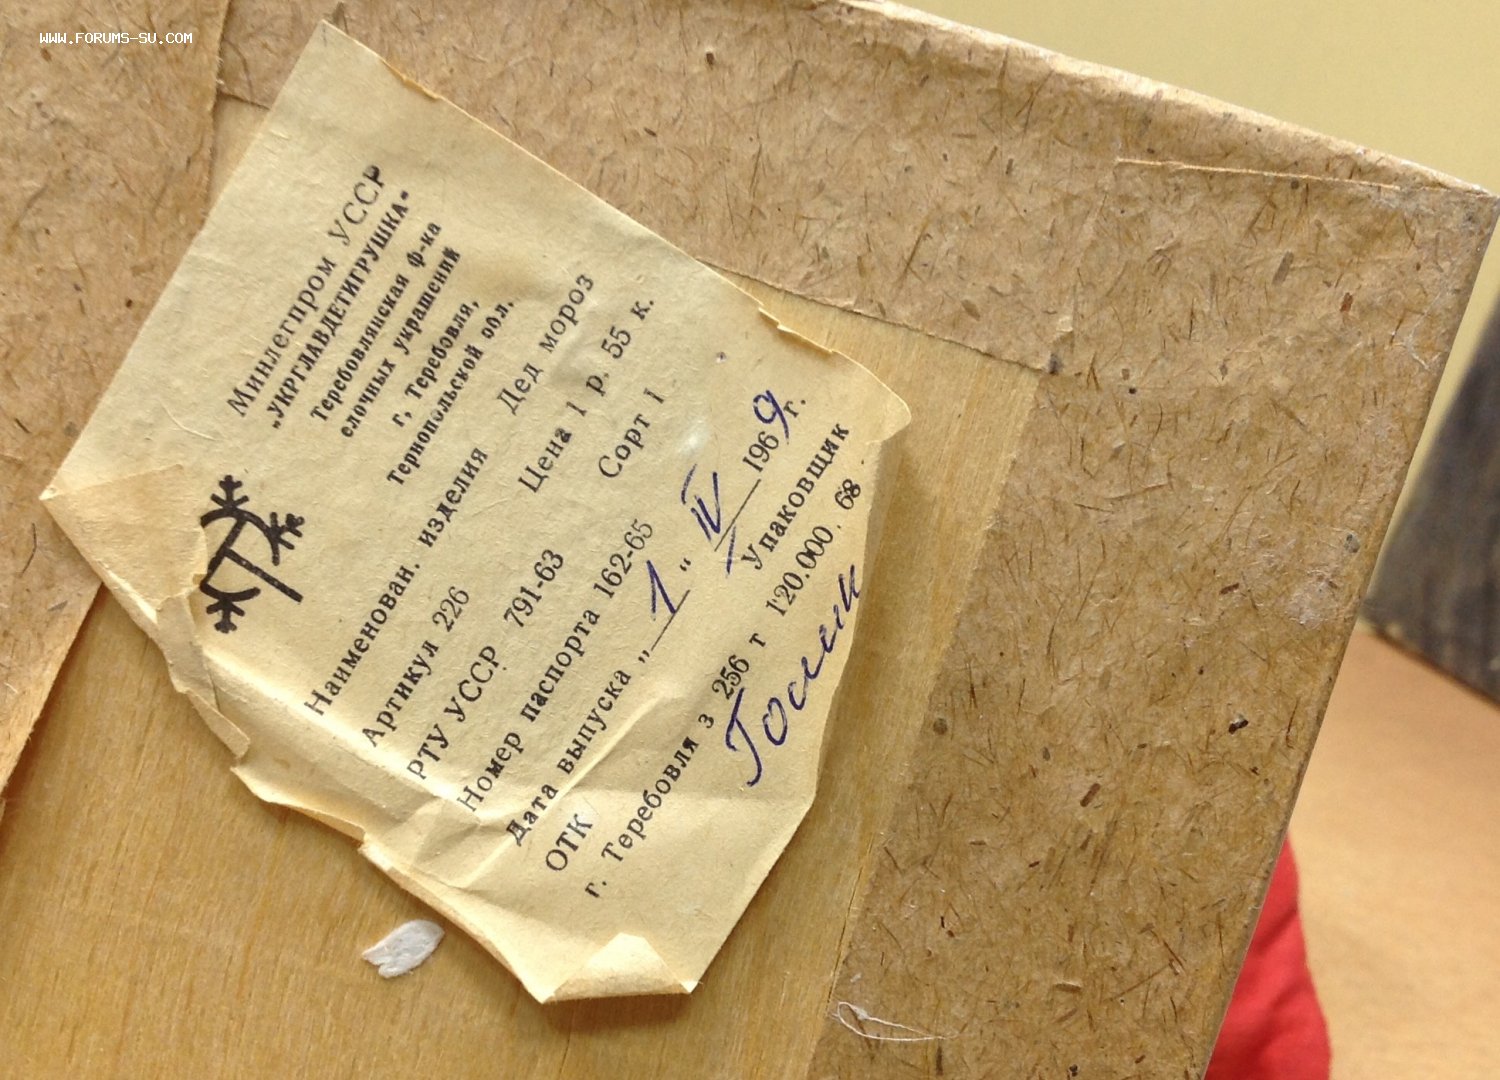 WWW.FORUMS-SU.COM
Минлегпром УССР
„УКРГЛАВДЕТИГРУШКА"
Теребовлянская ф-ка
елочных украшений
г. Теребовля,
Тернопольской обл.
Наименован. изделия Дед мороз
Артикул 226 Цена 1 р. 55 к.
РТУ УССР 791-63 Сорт 1
Номер паспорта 162-65
Дата выпуска „1" IV 1969 г.
ОТК Упаковщик
г. Теребовля з 256 т 120.000. 68